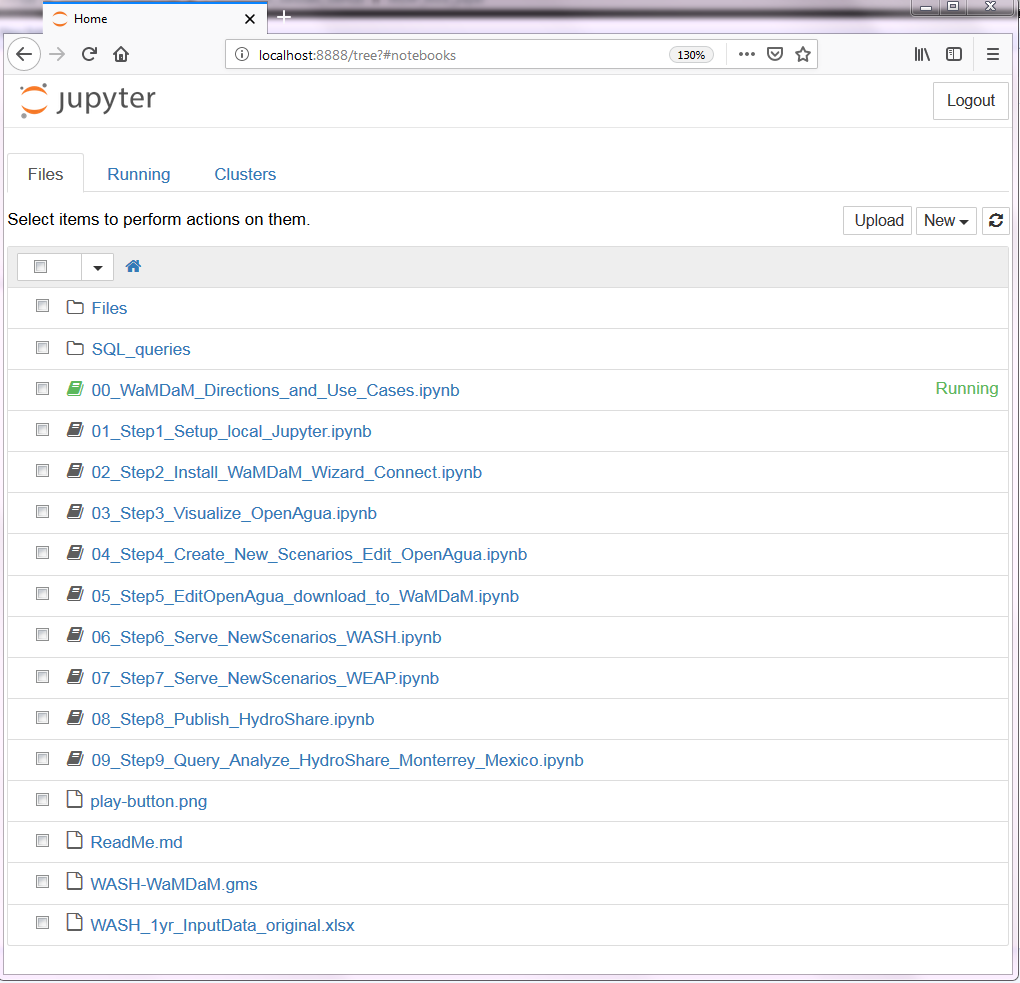 Home
localhost:8888/tree?#notebooks 130%
jupyter Logout
Files Running Clusters
Select items to perform actions on them. Upload New
Files
SQL_queries
00_WaMDaM_Directions_and_Use_Cases.ipynb Running
01_Step1_Setup_local_Jupyter.ipynb
02_Step2_Install_WaMDaM_Wizard_Connect.ipynb
03_Step3_Visualize_OpenAgua.ipynb
04_Step4_Create_New_Scenarios_Edit_OpenAgua.ipynb
05_Step5_EditOpenAgua_download_to_WaMDaM.ipynb
06_Step6_Serve_NewScenarios_WASH.ipynb
07_Step7_Serve_NewScenarios_WEAP.ipynb
08_Step8_Publish_HydroShare.ipynb
09_Step9_Query_Analyze_HydroShare_Monterrey_Mexico.ipynb
play-button.png
ReadMe.md
WASH-WaMDaM.gms
WASH_1yr_InputData_original.xlsx